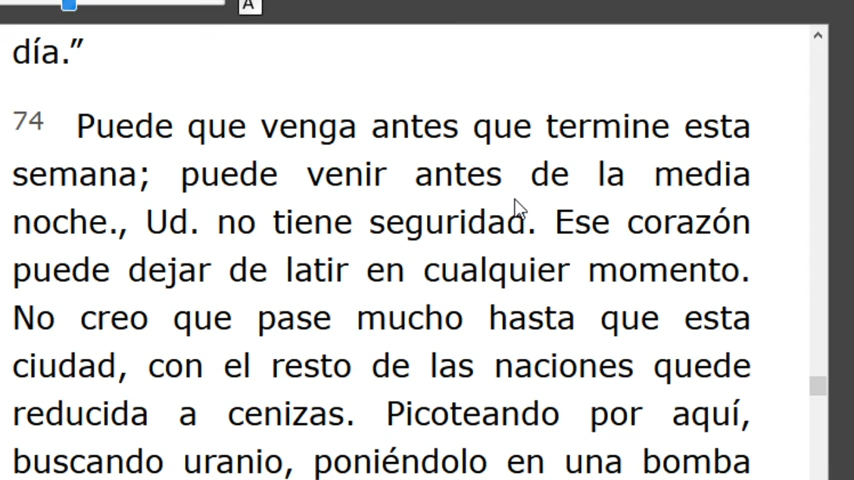 A
día.”
74 Puede que venga antes que termine esta
semana; puede venir antes de la media
noche., Ud. no tiene seguridad. Ese corazón
puede dejar de latir en cualquier momento.
No creo que pase mucho hasta que esta
ciudad, con el resto de las naciones quede
reducida a cenizas. Picoteando por aquí,
buscando uranio, poniéndolo en una bomba